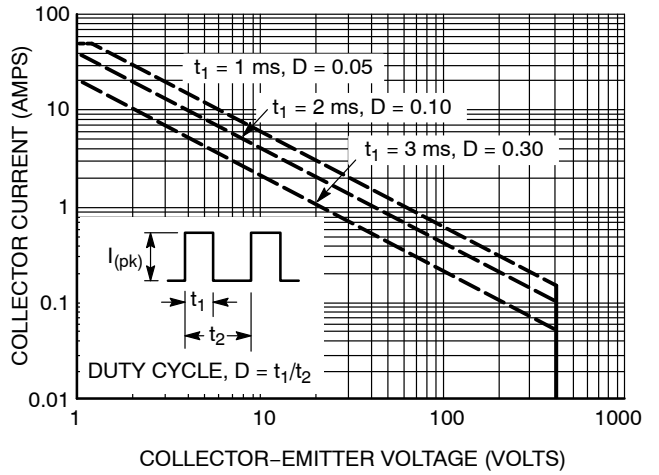 100
10
1
0.1
0.01
COLLECTOR CURRENT (AMPS)
t1 = 1 ms, D = 0.05
t1 = 2 ms, D = 0.10
t1 = 3 ms, D = 0.30
I(pk)
t1
t2
DUTY CYCLE, D = t1/t2
1 10 100 1000
COLLECTOR−EMITTER VOLTAGE (VOLTS)